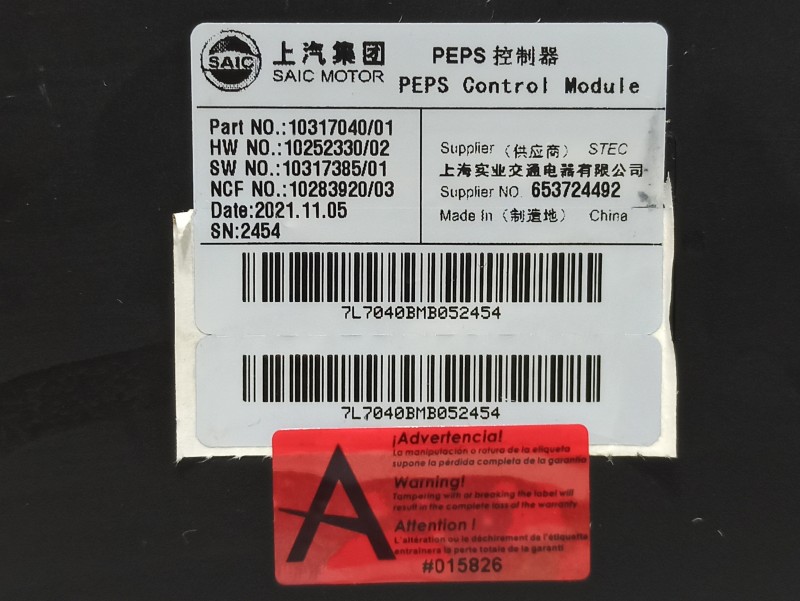 SAIC
上汽集团
SAIC MOTOR
PEPS 控制器
PEPS Control Module
Part NO.:10317040/01
HW NO.:10252330/02
SW NO.:10317385/01
NCF NO.:10283920/03
Date:2021.11.05
SN:2454
Supplier (供应商) STEC
上海实业交通电器有限公司
Supplier NO. 653724492
Made In (制造地) China
7L7040BMB052454
7L7040BMB052454
A
¡Advertencia!
La manipulación o rotura de la etiqueta
supone la pérdida completa de la garantía
Warning!
Tampering with or breaking the label will
result in the complete loss of the warranty
Attention !
L'altération ou le déchirement de l'étiquette
entraînera la perte totale de la garanti
#015826